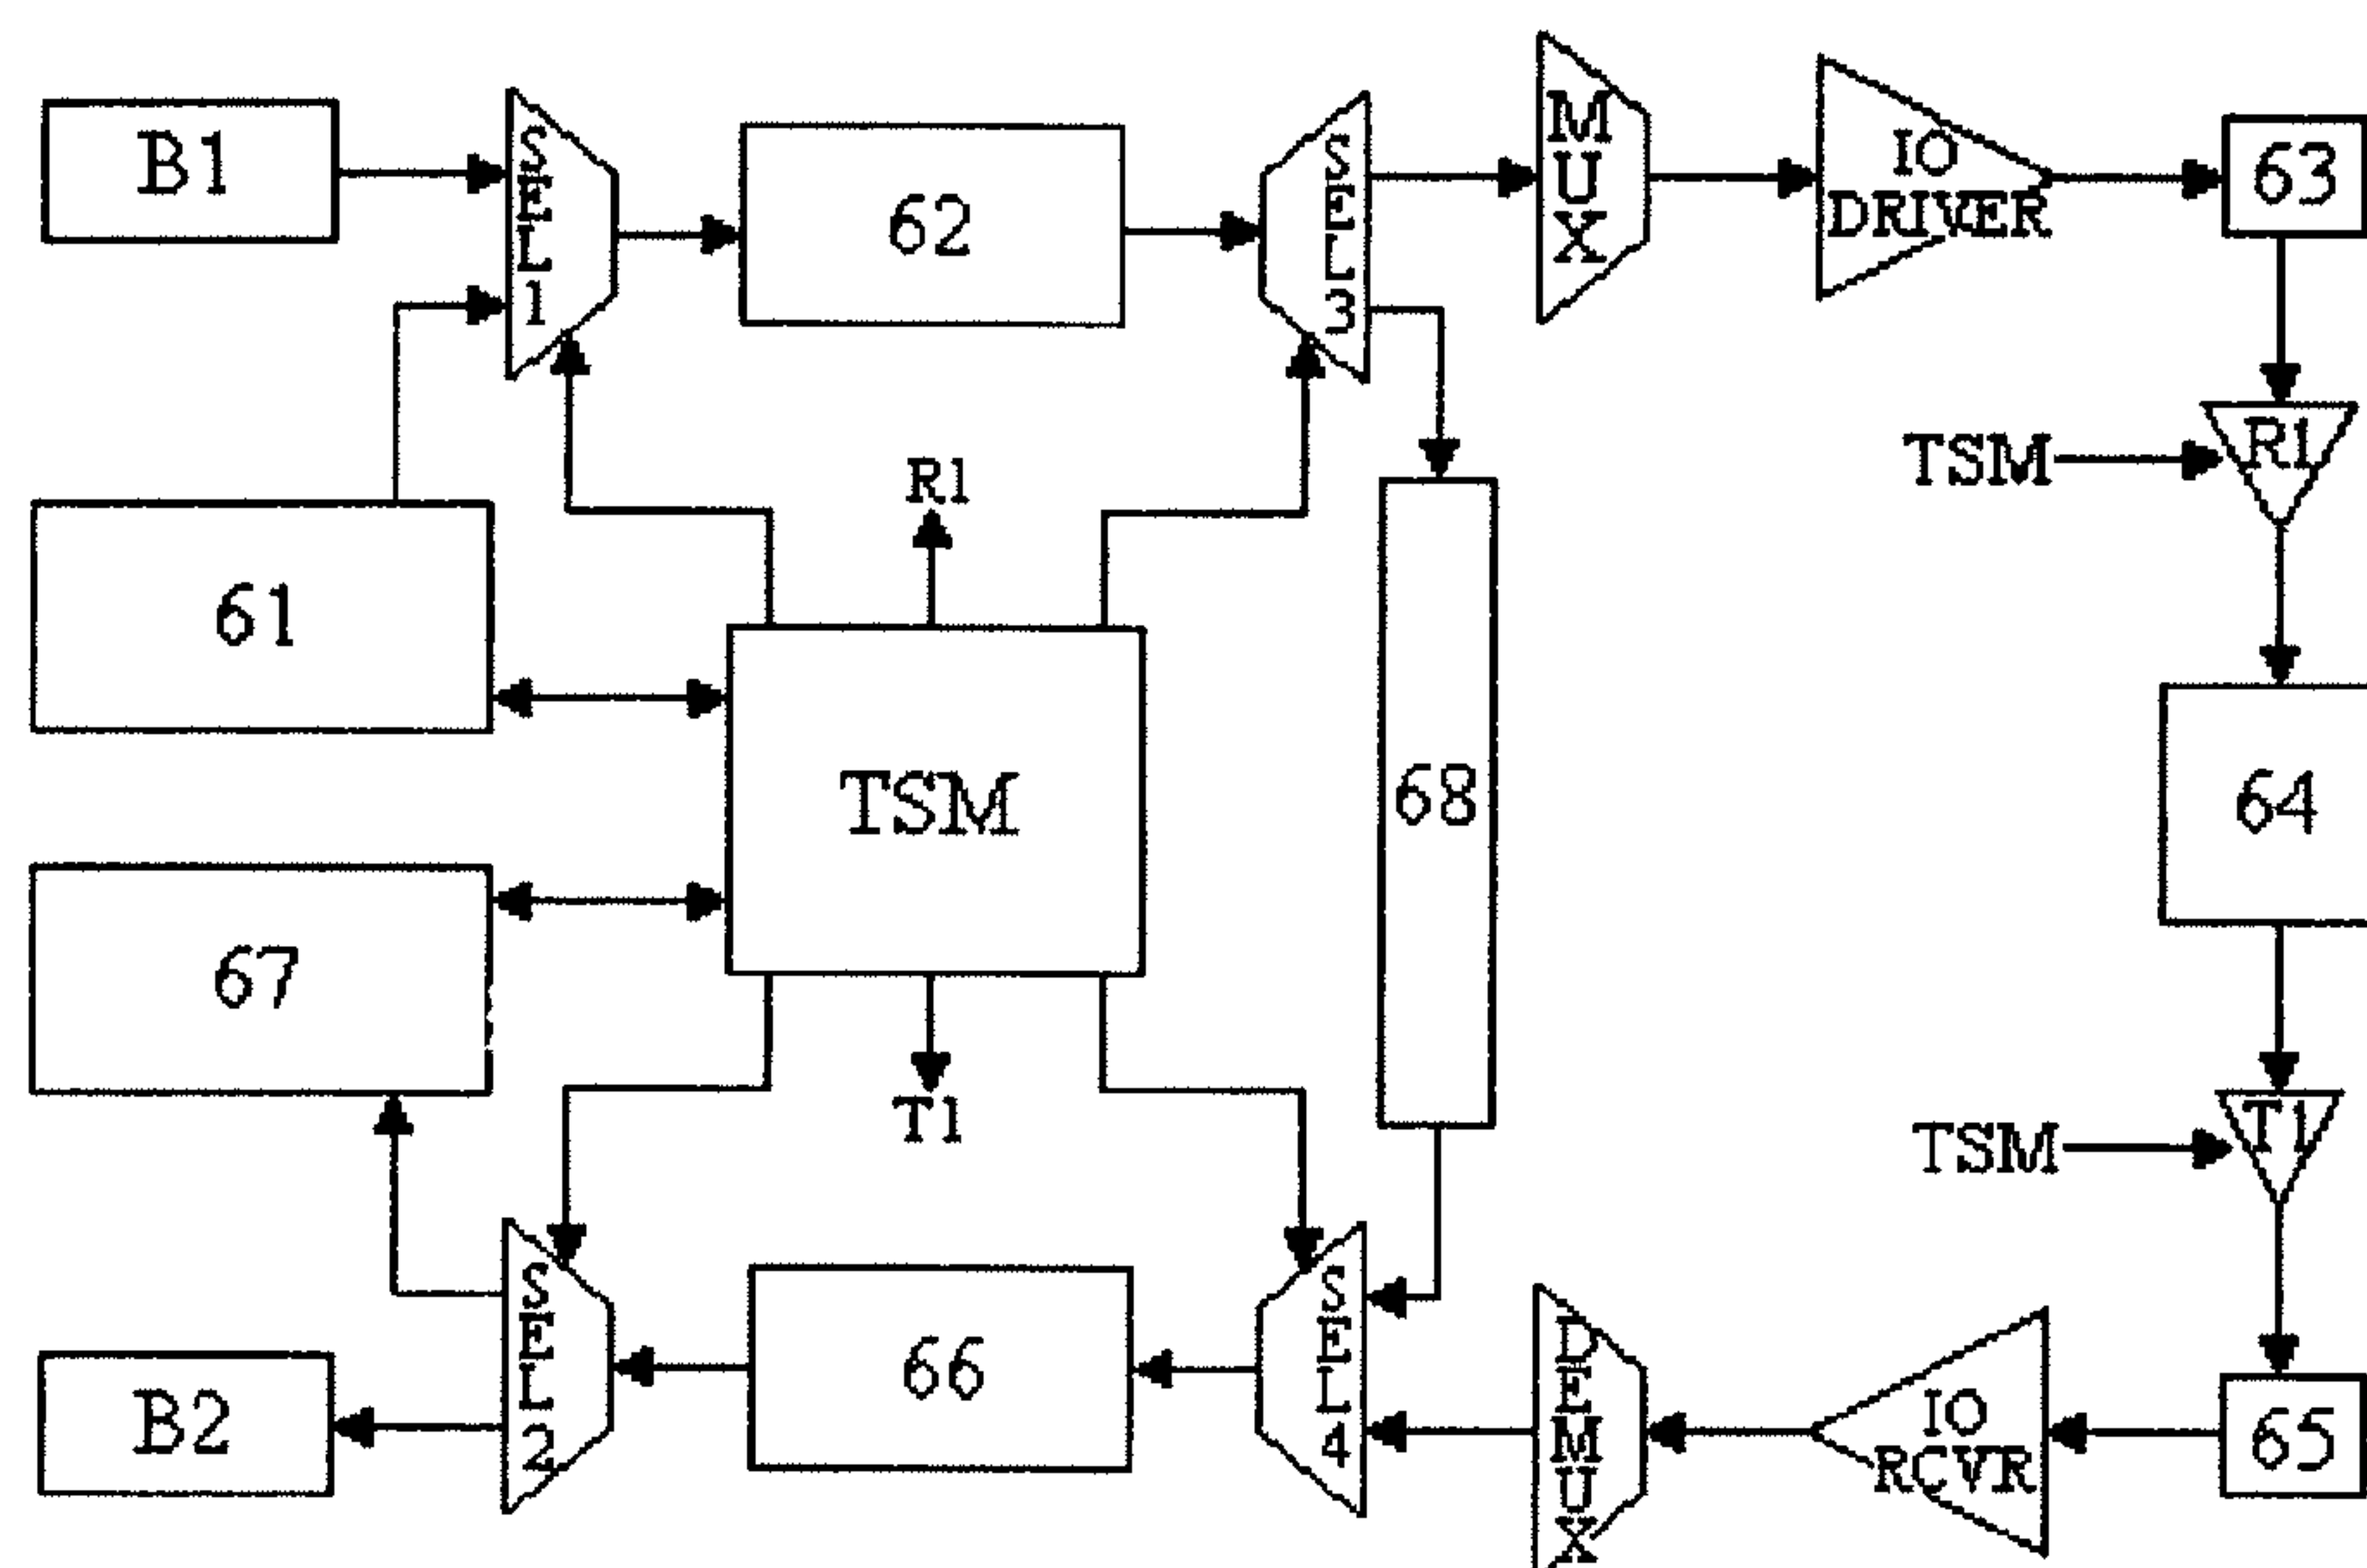 B1
SEL1
62
SEL3
MUX
IO
DRIVER
63
R1
TSM
R1
61
TSM
68
64
67
T1
TSM
T1
SEL2
66
SEL4
DEMUX
IO
RCVR
65
B2